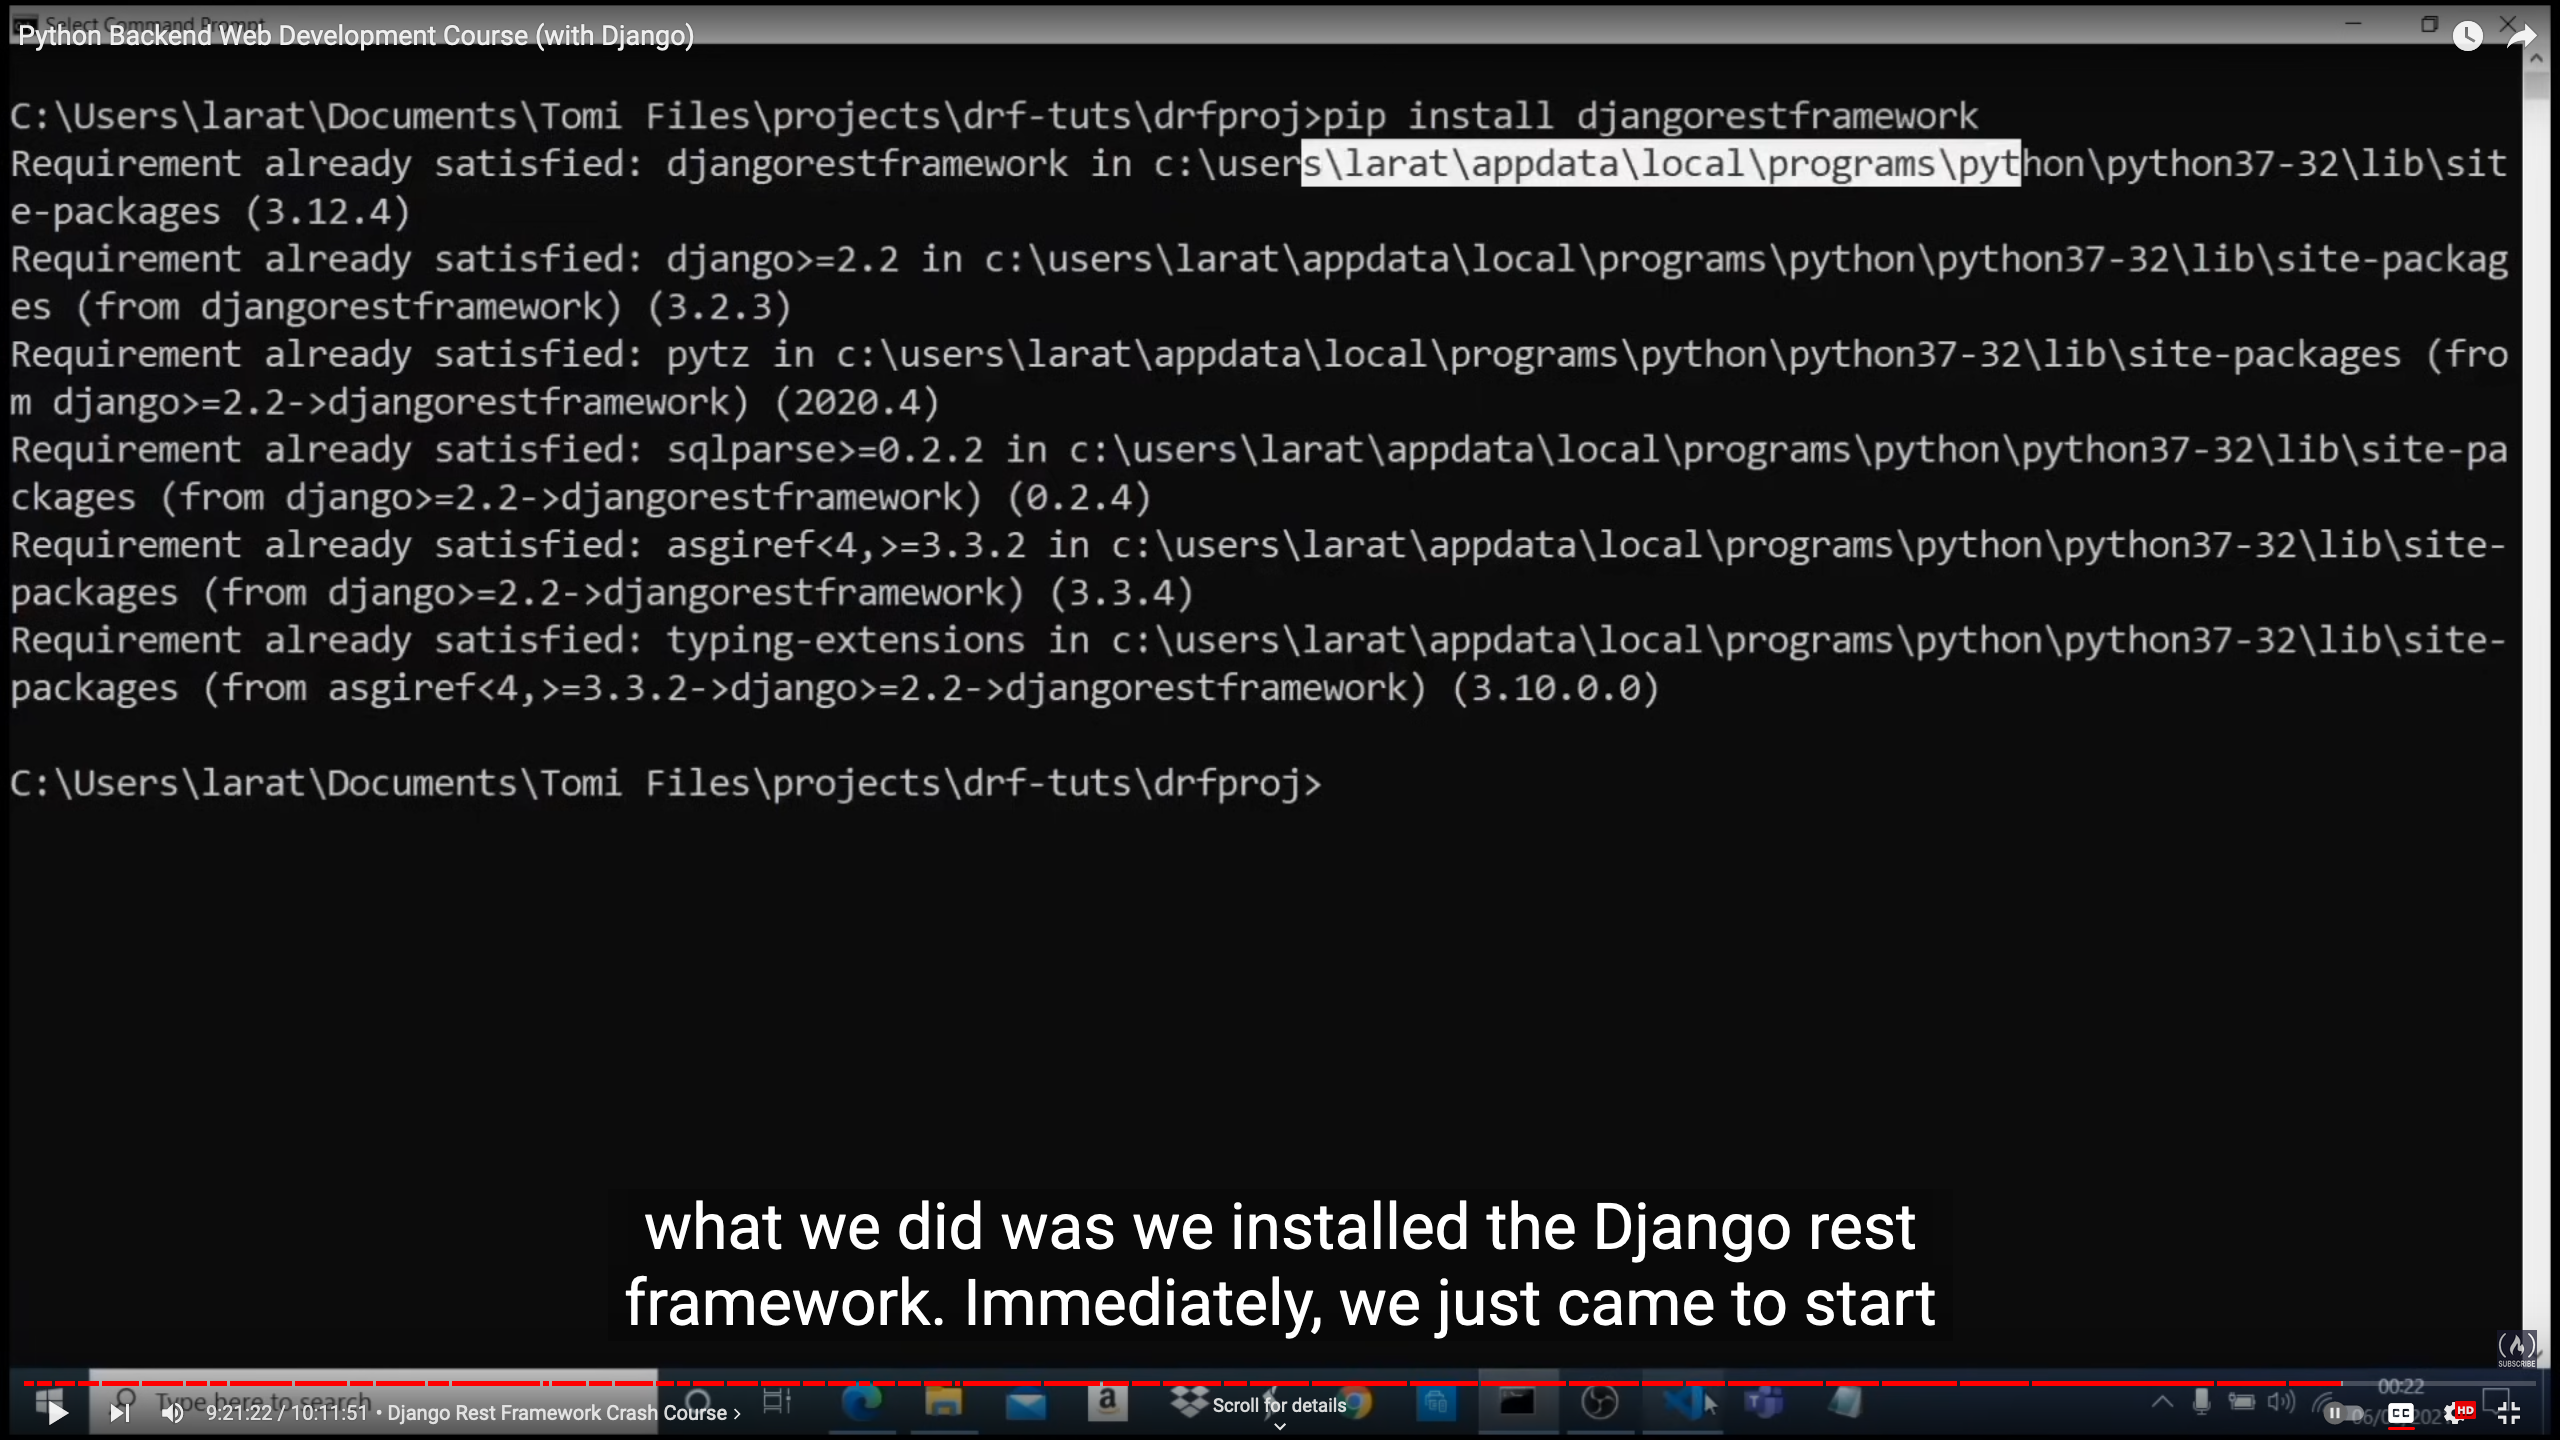 Select Command Prompt
Python Backend Web Development Course (with Django)
C:\Users\larat\Documents\Tomi Files\projects\drf-tuts\drfproj>pip install djangorestframework
Requirement already satisfied: djangorestframework in c:\users\larat\appdata\local\programs\python\python37-32\lib\sit
e-packages (3.12.4)
Requirement already satisfied: django>=2.2 in c:\users\larat\appdata\local\programs\python\python37-32\lib\site-packag
es (from djangorestframework) (3.2.3)
Requirement already satisfied: pytz in c:\users\larat\appdata\local\programs\python\python37-32\lib\site-packages (fro
m django>=2.2->djangorestframework) (2020.4)
Requirement already satisfied: sqlparse>=0.2.2 in c:\users\larat\appdata\local\programs\python\python37-32\lib\site-pa
ckages (from django>=2.2->djangorestframework) (0.2.4)
Requirement already satisfied: asgiref<4,>=3.3.2 in c:\users\larat\appdata\local\programs\python\python37-32\lib\site-
packages (from django>=2.2->djangorestframework) (3.3.4)
Requirement already satisfied: typing-extensions in c:\users\larat\appdata\local\programs\python\python37-32\lib\site-
packages (from asgiref<4,>=3.3.2->django>=2.2->djangorestframework) (3.10.0.0)
C:\Users\larat\Documents\Tomi Files\projects\drf-tuts\drfproj>
what we did was we installed the Django rest
framework. Immediately, we just came to start
SUBSCRIBE
Type here to search
00:22
9:21:22 / 10:11:51 • Django Rest Framework Crash Course
Scroll for details
CC
HD